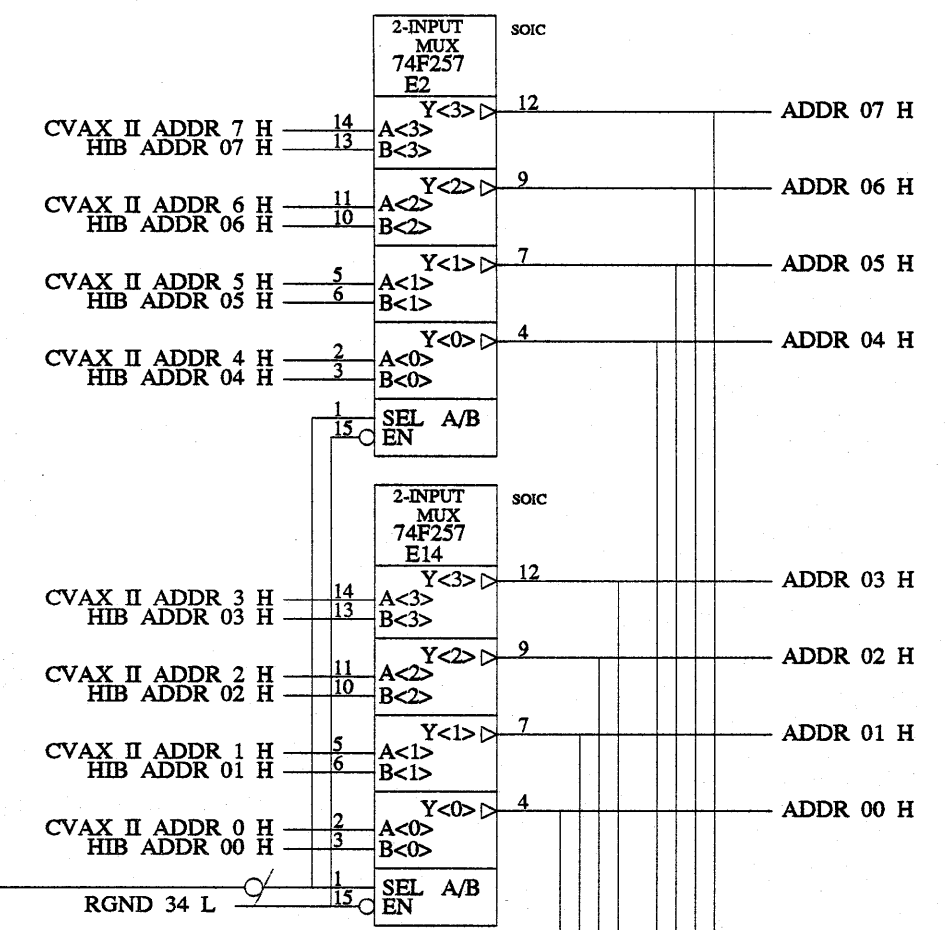 2-INPUT SOIC
MUX
74F257
E2
Y<3> 12 ADDR 07 H
CVAX II ADDR 7 H 14 A<3>
HIB ADDR 07 H 13 B<3>
Y<2> 9 ADDR 06 H
CVAX II ADDR 6 H 11 A<2>
HIB ADDR 06 H 10 B<2>
Y<1> 7 ADDR 05 H
CVAX II ADDR 5 H 5 A<1>
HIB ADDR 05 H 6 B<1>
Y<0> 4 ADDR 04 H
CVAX II ADDR 4 H 2 A<0>
HIB ADDR 04 H 3 B<0>
1 SEL A/B
15 EN
2-INPUT SOIC
MUX
74F257
E14
Y<3> 12 ADDR 03 H
CVAX II ADDR 3 H 14 A<3>
HIB ADDR 03 H 13 B<3>
Y<2> 9 ADDR 02 H
CVAX II ADDR 2 H 11 A<2>
HIB ADDR 02 H 10 B<2>
Y<1> 7 ADDR 01 H
CVAX II ADDR 1 H 5 A<1>
HIB ADDR 01 H 6 B<1>
Y<0> 4 ADDR 00 H
CVAX II ADDR 0 H 2 A<0>
HIB ADDR 00 H 3 B<0>
1 SEL A/B
RGND 34 L 15 EN